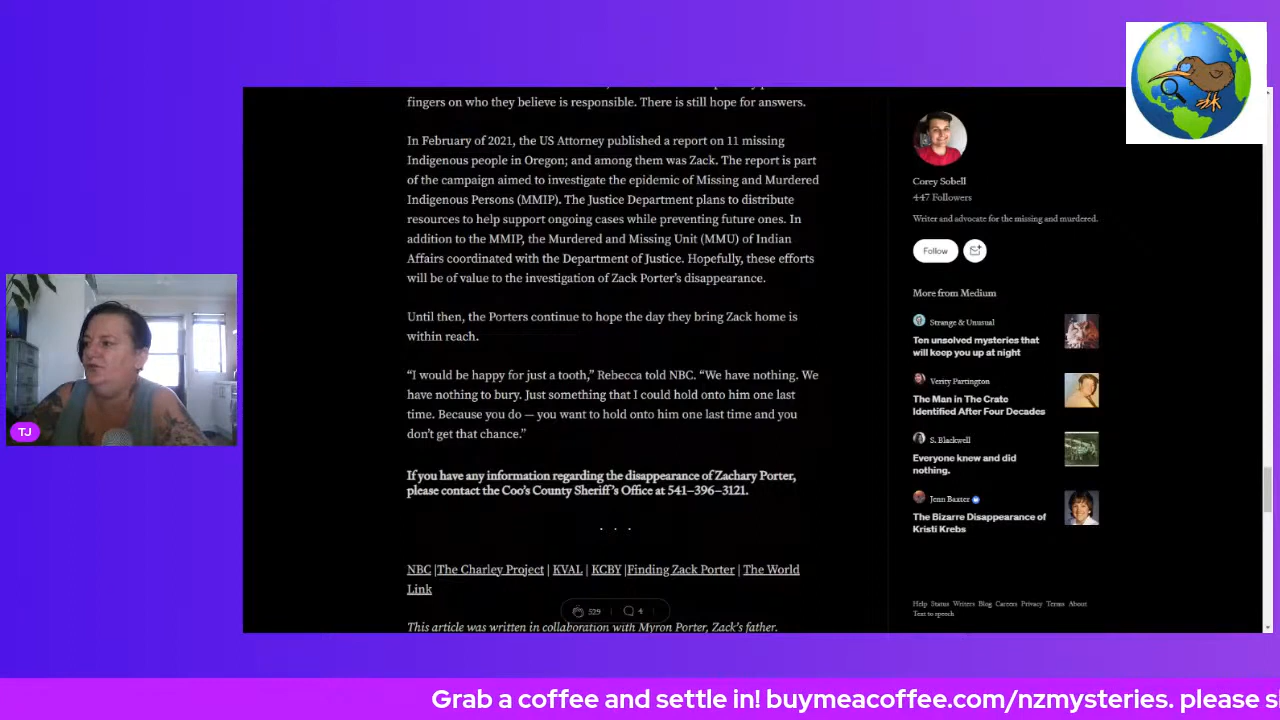 fingers on who they believe is responsible. There is still hope for answers.
In February of 2021, the US Attorney published a report on 11 missing
Indigenous people in Oregon; and among them was Zack. The report is part
of the campaign aimed to investigate the epidemic of Missing and Murdered
Indigenous Persons (MMIP). The Justice Department plans to distribute
resources to help support ongoing cases while preventing future ones. In
addition to the MMIP, the Murdered and Missing Unit (MMU) of Indian
Affairs coordinated with the Department of Justice. Hopefully, these efforts
will be of value to the investigation of Zack Porter’s disappearance.
Until then, the Porters continue to hope the day they bring Zack home is
within reach.
“I would be happy for just a tooth,” Rebecca told NBC. “We have nothing. We
have nothing to bury. Just something that I could hold onto him one last
time. Because you do — you want to hold onto him one last time and you
don’t get that chance.”
If you have any information regarding the disappearance of Zachary Porter,
please contact the Coo’s County Sheriff’s Office at 541–396–3121.
. . .
NBC |The Charley Project | KVAL | KCBY |Finding Zack Porter | The World
Link
529 4
This article was written in collaboration with Myron Porter, Zack’s father.
Corey Sobell
447 Followers
Writer and advocate for the missing and murdered.
Follow
More from Medium
Strange & Unusual
Ten unsolved mysteries that
will keep you up at night
Verity Partington
The Man in The Crate
Identified After Four Decades
S. Blackwell
Everyone knew and did
nothing.
Jenn Baxter
The Bizarre Disappearance of
Kristi Krebs
Help Status Writers Blog Careers Privacy Terms About
Text to speech
TJ
Grab a coffee and settle in! buymeacoffee.com/nzmysteries. please s